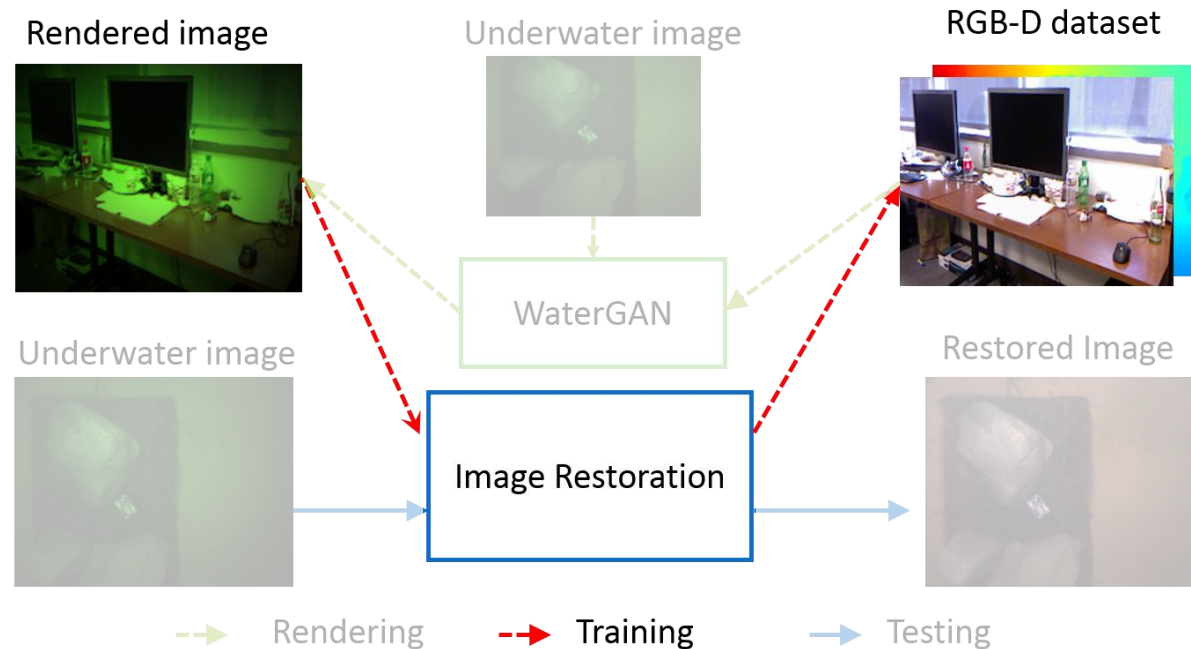 Rendered image
Underwater image
RGB-D dataset
WaterGAN
Underwater image
Restored Image
Image Restoration
Rendering
Training
Testing